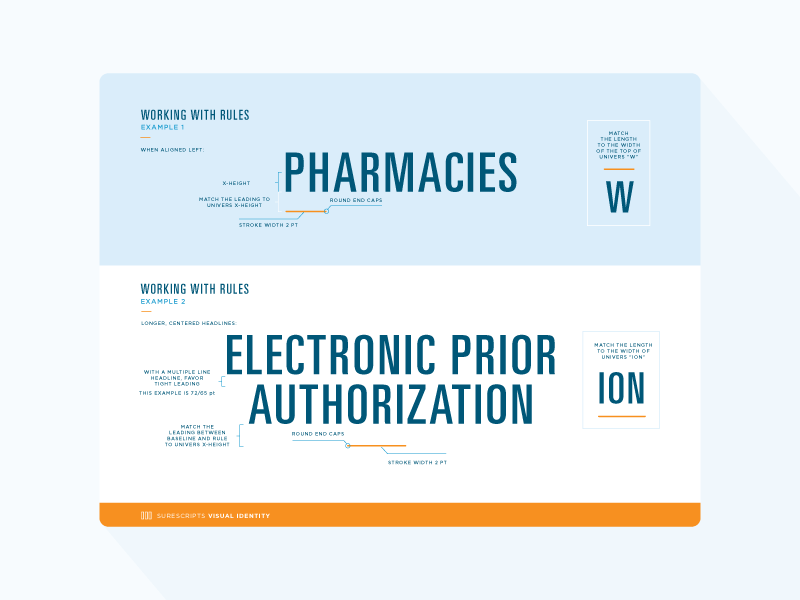 WORKING WITH RULES
EXAMPLE 1
WHEN ALIGNED LEFT:
PHARMACIES
X-HEIGHT
MATCH THE LEADING TO
UNIVERS X-HEIGHT
ROUND END CAPS
STROKE WIDTH 2 PT
MATCH
THE LENGTH
TO THE WIDTH
OF THE TOP OF
UNIVERS "W"
W
WORKING WITH RULES
EXAMPLE 2
LONGER, CENTERED HEADLINES:
ELECTRONIC PRIOR
AUTHORIZATION
WITH A MULTIPLE LINE
HEADLINE, FAVOR
TIGHT LEADING
THIS EXAMPLE IS 72/65 pt
MATCH THE
LEADING BETWEEN
BASELINE AND RULE
TO UNIVERS X-HEIGHT
ROUND END CAPS
STROKE WIDTH 2 PT
MATCH THE LENGTH
TO THE WIDTH OF
UNIVERS "ION"
ION
SURESCRIPTS VISUAL IDENTITY